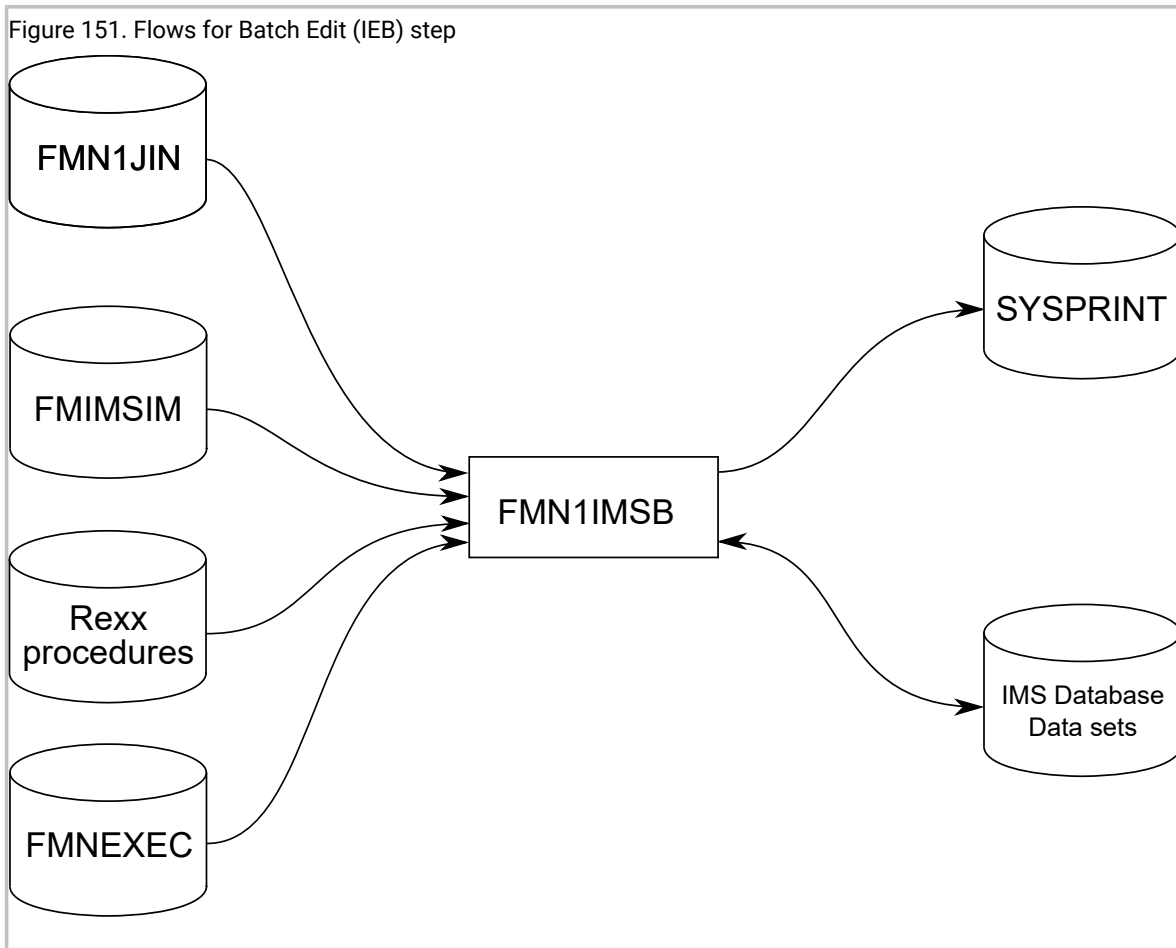 Figure 151. Flows for Batch Edit (IEB) step
FMN1JIN
FMIMSIM
Rexx
procedures
FMNEXEC
FMN1IMSB
SYSPRINT
IMS Database
Data sets